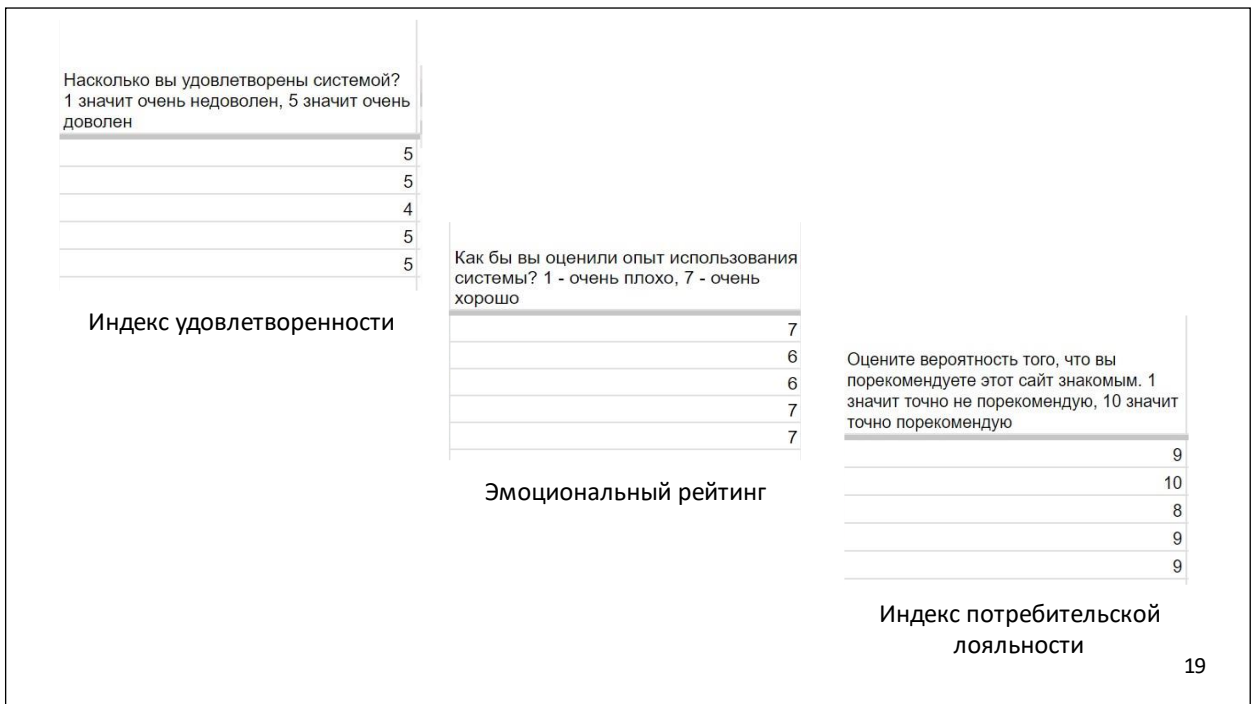 Насколько вы удовлетворены системой?
1 значит очень недоволен, 5 значит очень
доволен
5
5
4
5
5
Индекс удовлетворенности
Как бы вы оценили опыт использования
системы? 1 - очень плохо, 7 - очень
хорошо
7
6
6
7
7
Эмоциональный рейтинг
Оцените вероятность того, что вы
порекомендуете этот сайт знакомым. 1
значит точно не порекомендую, 10 значит
точно порекомендую
9
10
8
9
9
Индекс потребительской
лояльности
19